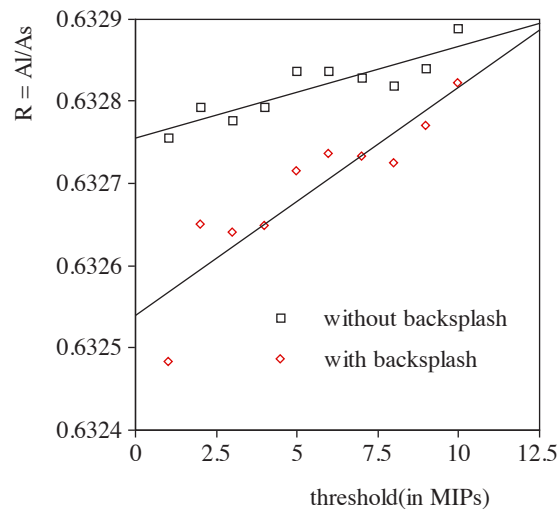 R = Al/As
0.6329
0.6328
0.6327
0.6326
0.6325
0.6324
without backsplash
with backsplash
0 2.5 5 7.5 10 12.5
threshold(in MIPs)